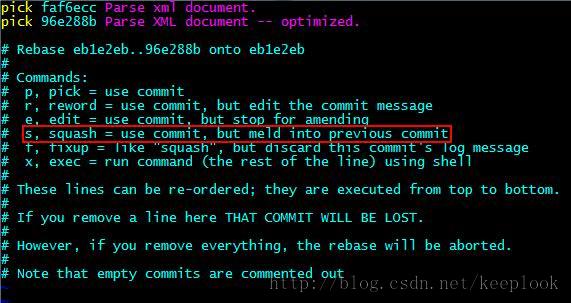 pick faf6ecc Parse xml document.
pick 96e288b Parse XML document -- optimized.
# Rebase eb1e2eb..96e288b onto eb1e2eb
#
# Commands:
# p, pick = use commit
# r, reword = use commit, but edit the commit message
# e, edit = use commit, but stop for amending
# s, squash = use commit, but meld into previous commit
# f, fixup = like "squash", but discard this commit's log message
# x, exec = run command (the rest of the line) using shell
#
# These lines can be re-ordered; they are executed from top to bottom.
#
# If you remove a line here THAT COMMIT WILL BE LOST.
#
# However, if you remove everything, the rebase will be aborted.
#
# Note that empty commits are commented out
~
http://blog.csdn.net/keeplook